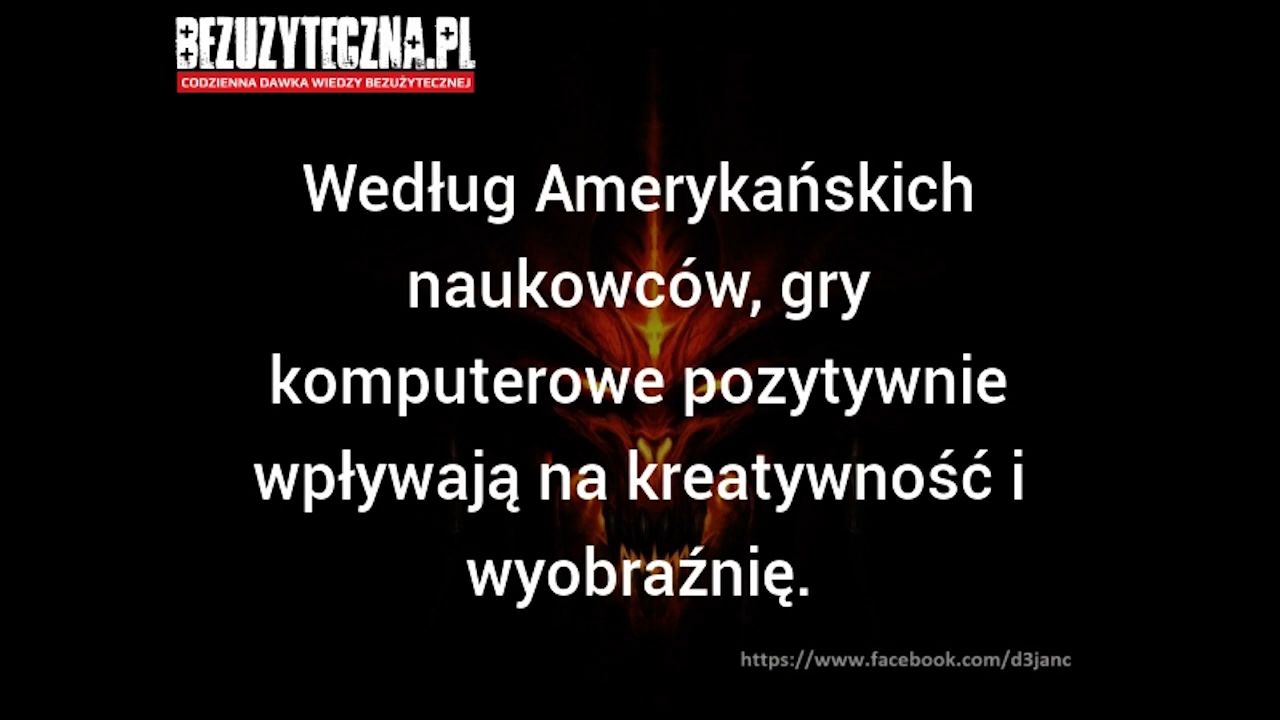 BEZUZYTECZNA.PL
CODZIENNA DAWKA WIEDZY BEZUŻYTECZNEJ
Według Amerykańskich
naukowców, gry
komputerowe pozytywnie
wpływają na kreatywność i
wyobraźnię.
https://www.facebook.com/d3janc